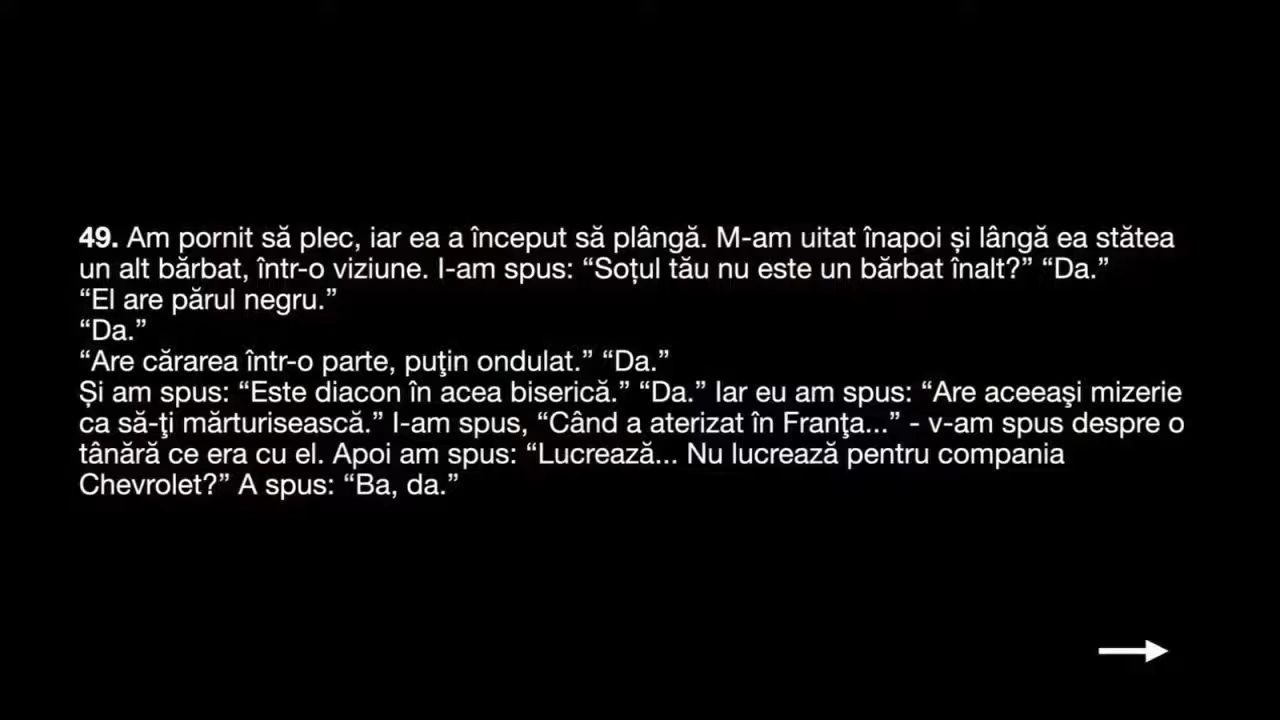 49. Am pornit să plec, iar ea a început să plângă. M-am uitat înapoi și lângă ea stătea
un alt bărbat, într-o viziune. I-am spus: “Soțul tău nu este un bărbat înalt?” “Da.”
“El are părul negru.”
“Da.”
“Are cărarea într-o parte, puţin ondulat.” “Da.”
Și am spus: “Este diacon în acea biserică.” “Da.” Iar eu am spus: “Are aceeaşi mizerie
ca să-ţi mărturisească.” I-am spus, “Când a aterizat în Franţa...” - v-am spus despre o
tânără ce era cu el. Apoi am spus: “Lucrează... Nu lucrează pentru compania
Chevrolet?” A spus: “Ba, da.”